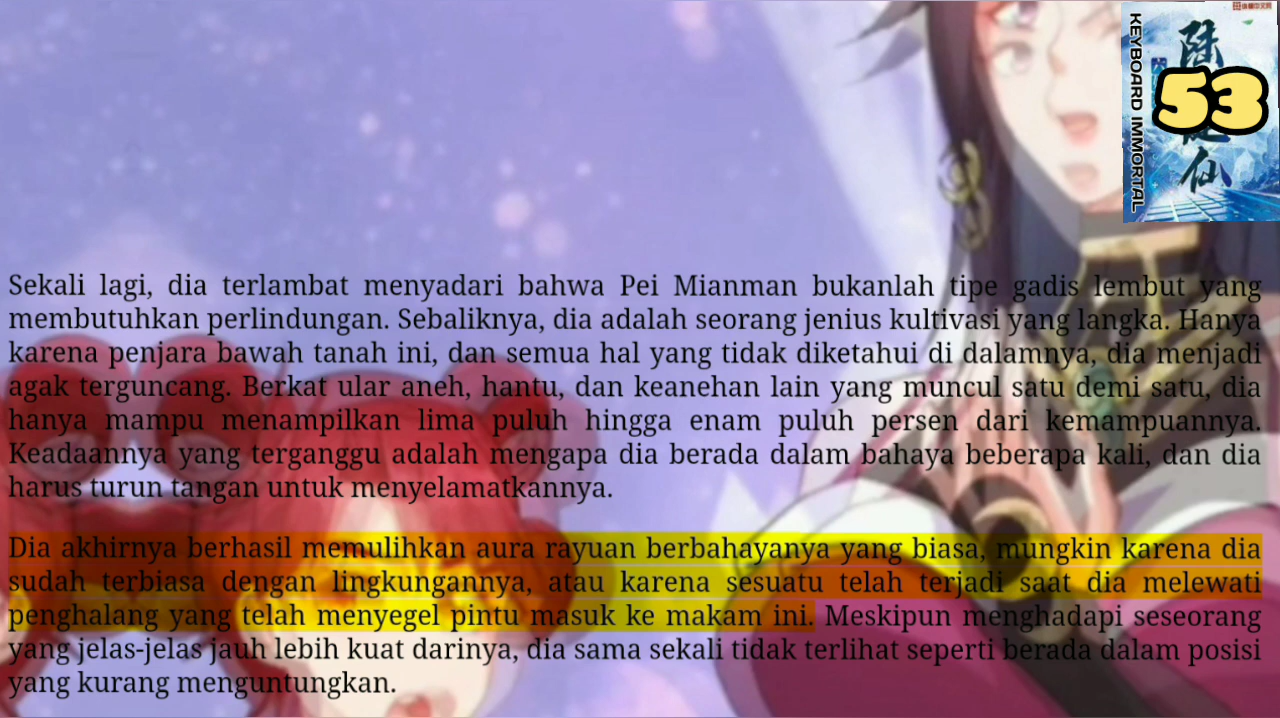 KEYBOARD IMMORTAL
53
仙
Sekali lagi, dia terlambat menyadari bahwa Pei Mianman bukanlah tipe gadis lembut yang
membutuhkan perlindungan. Sebaliknya, dia adalah seorang jenius kultivasi yang langka. Hanya
karena penjara bawah tanah ini, dan semua hal yang tidak diketahui di dalamnya, dia menjadi
agak terguncang. Berkat ular aneh, hantu, dan keanehan lain yang muncul satu demi satu, dia
hanya mampu menampilkan lima puluh hingga enam puluh persen dari kemampuannya.
Keadaannya yang terganggu adalah mengapa dia berada dalam bahaya beberapa kali, dan dia
harus turun tangan untuk menyelamatkannya.
Dia akhirnya berhasil memulihkan aura rayuan berbahayanya yang biasa, mungkin karena dia
sudah terbiasa dengan lingkungannya, atau karena sesuatu telah terjadi saat dia melewati
penghalang yang telah menyegel pintu masuk ke makam ini. Meskipun menghadapi seseorang
yang jelas-jelas jauh lebih kuat darinya, dia sama sekali tidak terlihat seperti berada dalam posisi
yang kurang menguntungkan.